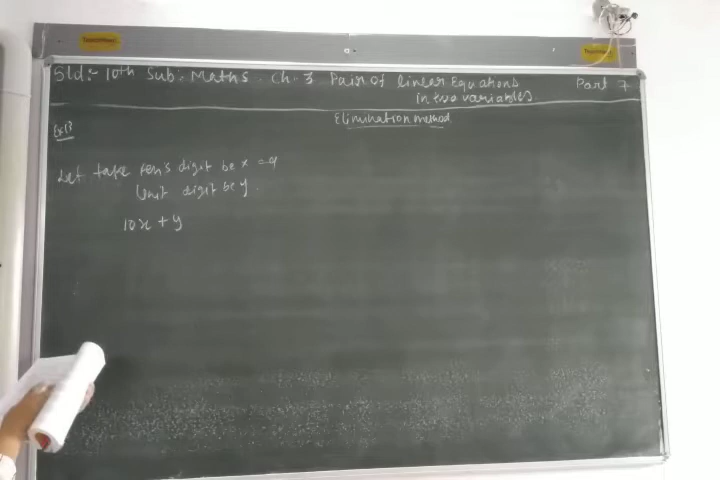 Std:- 10th Sub: Maths. Ch. 3 Pair of linear Equations
in two variables
Part 7
Elimination method
Ex 13
Let take ten's digit be x =
Unit digit be y.
10x + y